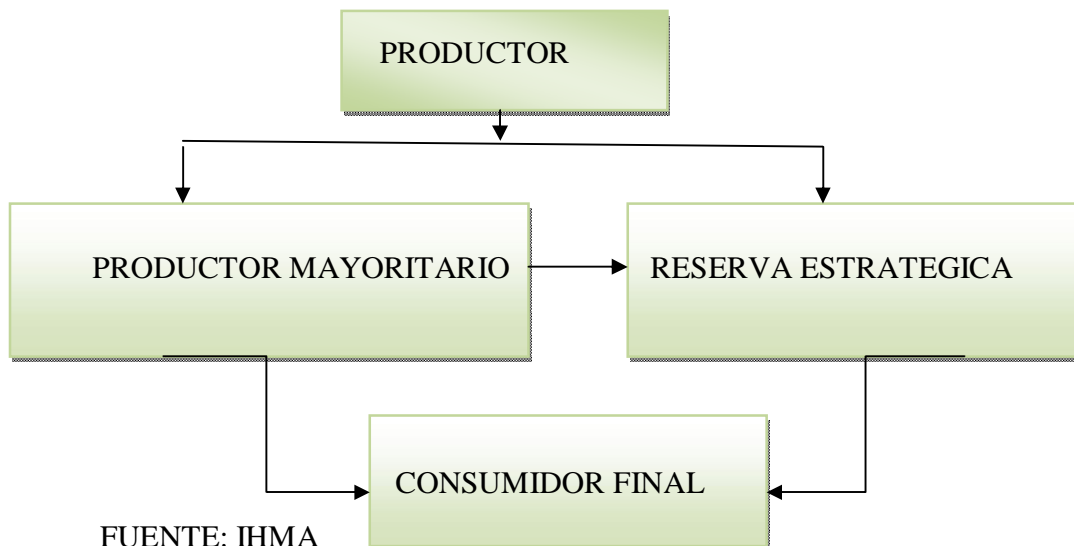 PRODUCTOR
PRODUCTOR MAYORITARIO
RESERVA ESTRATEGICA
CONSUMIDOR FINAL
FUENTE: IHMA